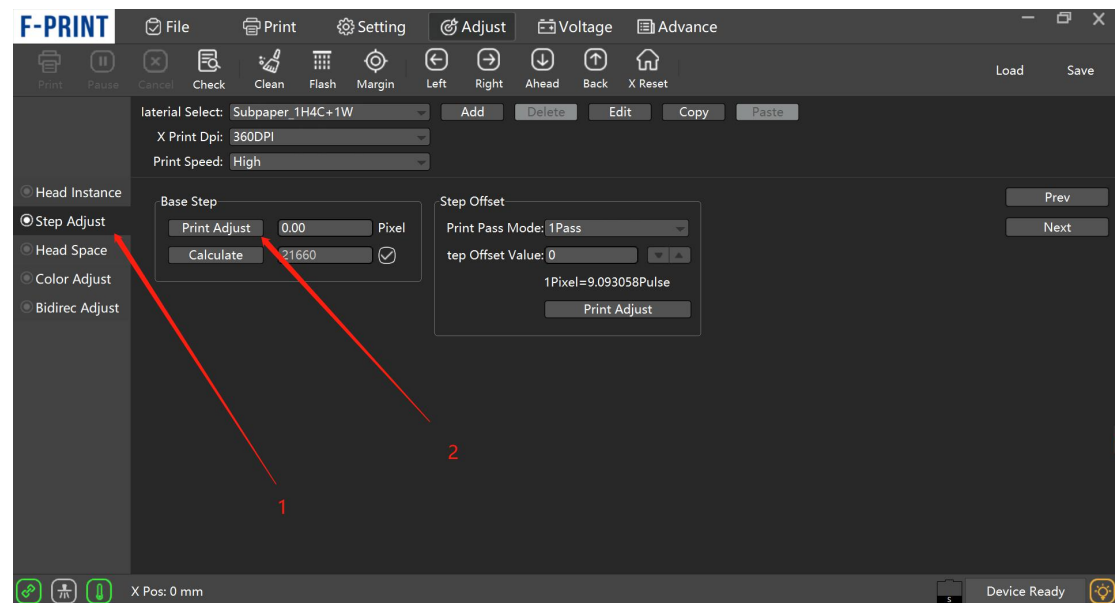 F-PRINT File Print Setting Adjust Voltage Advance
Print Pause Cancel Check Clean Flash Margin Left Right Ahead Back X Reset Load Save
laterial Select: Subpaper_1H4C+1W Add Delete Edit Copy Paste
X Print Dpi: 360DPI
Print Speed: High
Head Instance
Step Adjust
Head Space
Color Adjust
Bidirec Adjust
Base Step
Print Adjust 0.00 Pixel
Calculate 21660
Step Offset
Print Pass Mode: 1Pass
tep Offset Value: 0
1Pixel=9.093058Pulse
Print Adjust
Prev
Next
2
1
X Pos: 0 mm S Device Ready